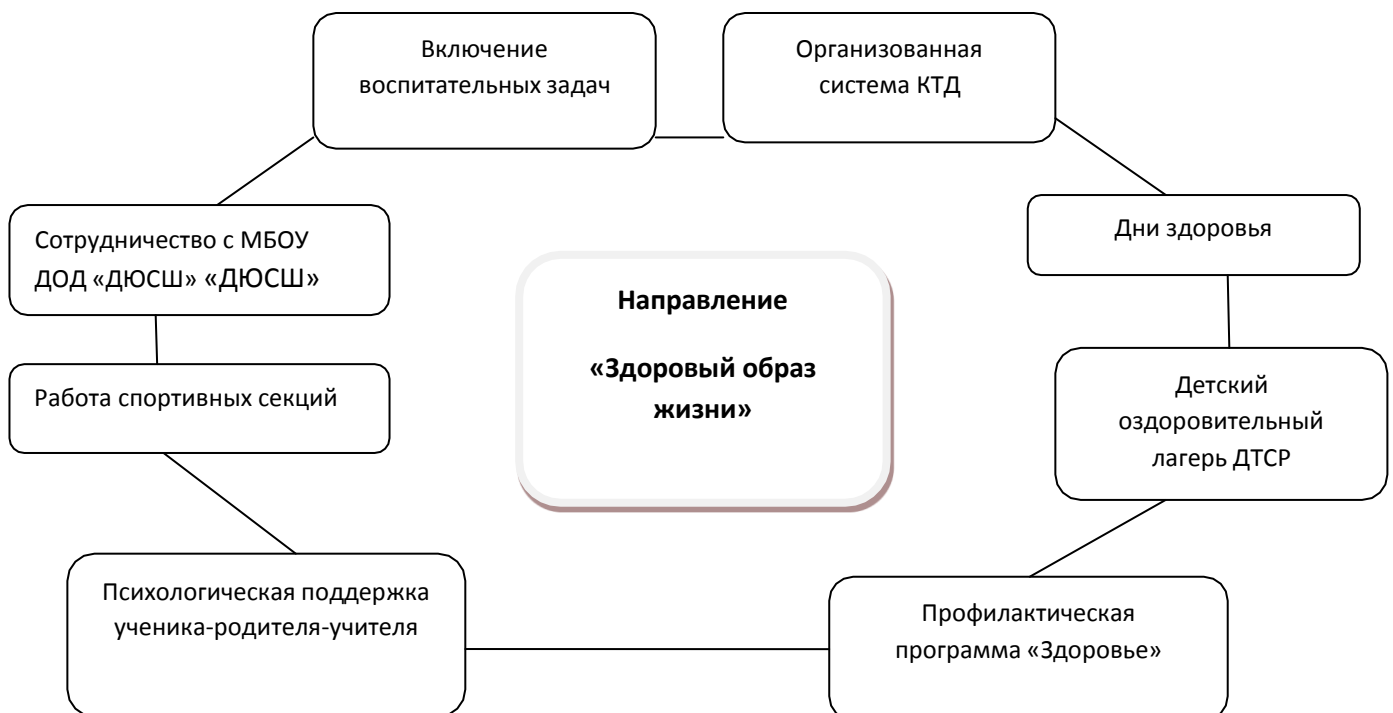 Включение
воспитательных задач
Организованная
система КТД
Сотрудничество с МБОУ
ДОД «ДЮСШ» «ДЮСШ»
Дни здоровья
Направление
«Здоровый образ
жизни»
Работа спортивных секций
Детский
оздоровительный
лагерь ДТСР
Психологическая поддержка
ученика-родителя-учителя
Профилактическая
программа «Здоровье»